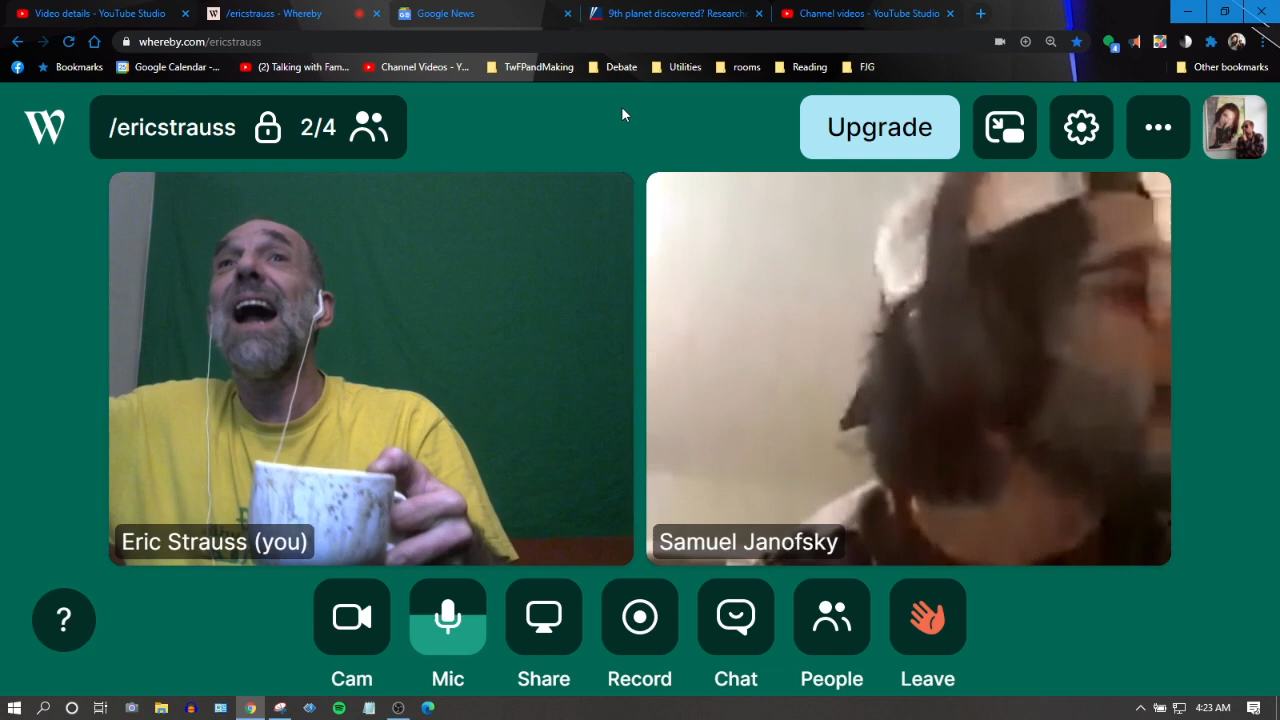 Video details - YouTube Studio
/ericstrauss - Whereby
Google News
9th planet discovered? Researche
Channel videos - YouTube Studio
whereby.com/ericstrauss
Bookmarks
Google Calendar -...
(2) Talking with Fam...
Channel Videos - Y...
TwFPandMaking
Debate
Utilities
rooms
Reading
FJG
Other bookmarks
W
/ericstrauss
2/4
Upgrade
Eric Strauss (you)
Samuel Janofsky
?
Cam
Mic
Share
Record
Chat
People
Leave
4:23 AM